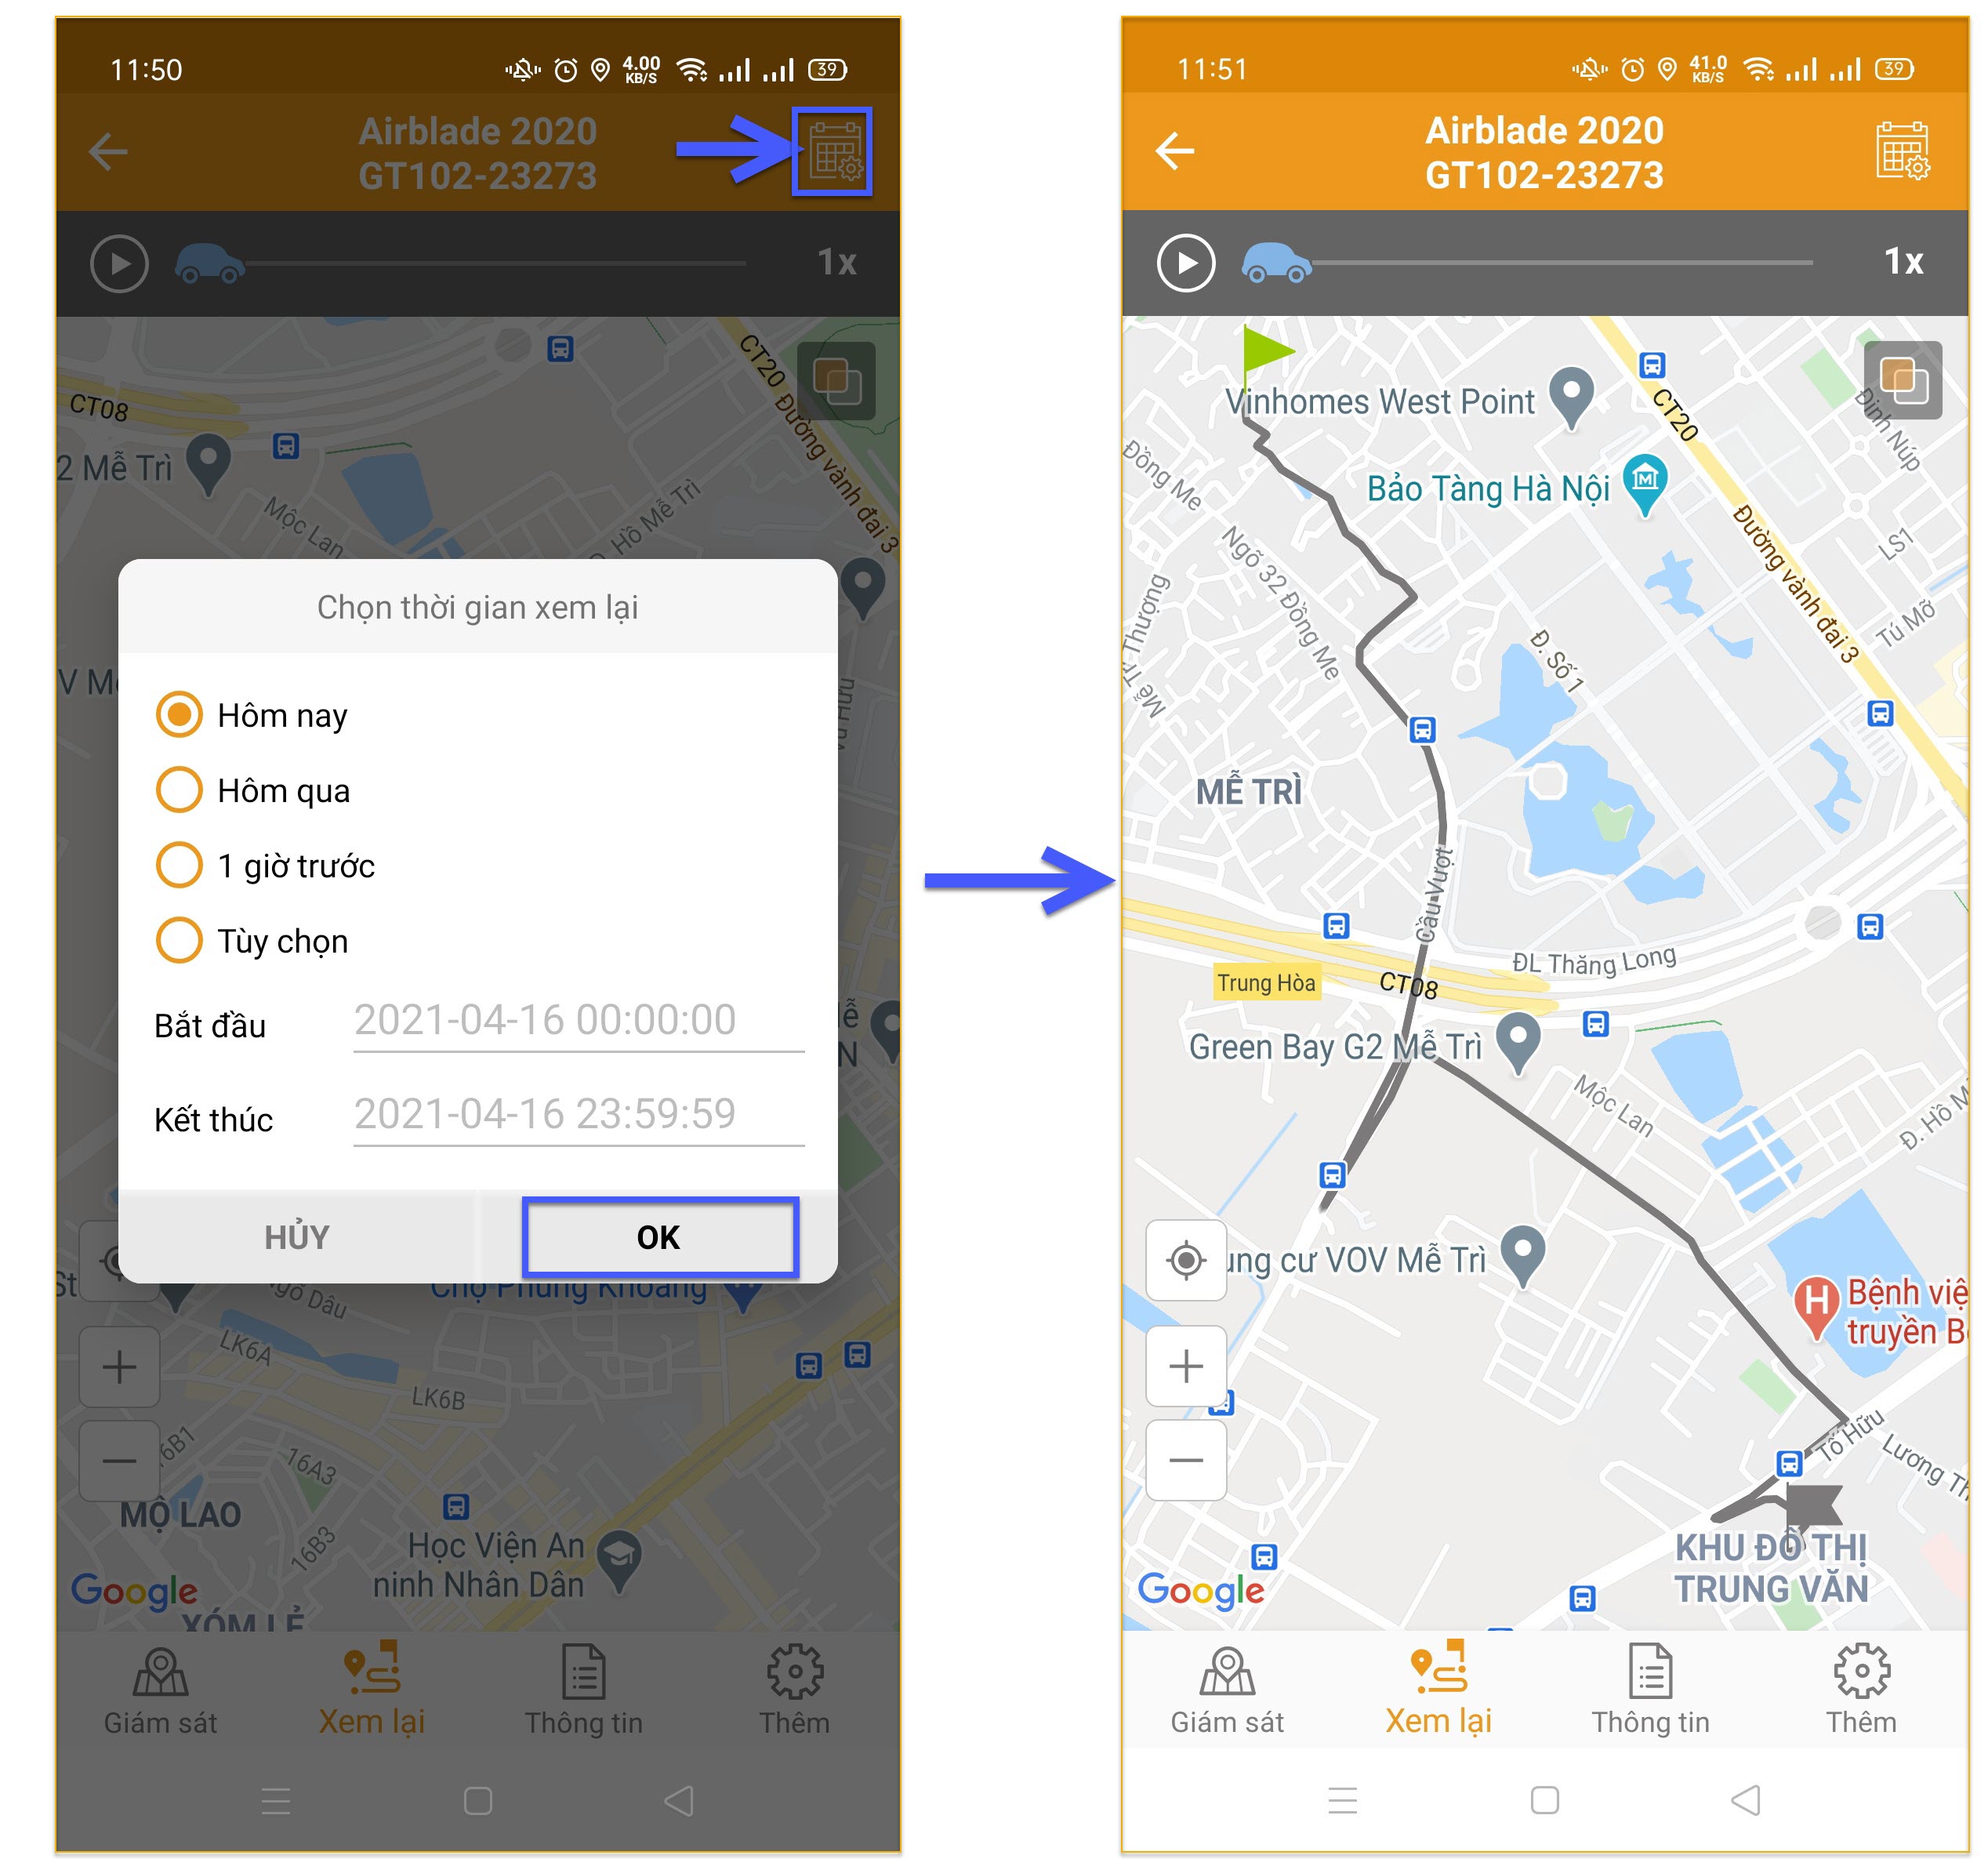 11:50
4.00
KB/S
39
Airblade 2020
GT102-23273
1x
CT20 Đường vành đai 3
CT08
2 Mễ Trì
Mộc Lan
Đ. Hồ Mễ Trì
V M
Chọn thời gian xem lại
Hôm nay
Hôm qua
1 giờ trước
Tùy chọn
Bắt đầu
2021-04-16 00:00:00
Kết thúc
2021-04-16 23:59:59
HỦY
OK
St
Chợ Phùng Khoang
Ngõ Dâu
LK6A
LK6B
16B1
16A3
16B3
MỘ LAO
Học Viện An
ninh Nhân Dân
Google
XÓM LẺ
Giám sát
Xem lại
Thông tin
Thêm
11:51
41.0
KB/S
39
Airblade 2020
GT102-23273
1x
Vinhomes West Point
CT20
Đình Núp
Đồng Me
Bảo Tàng Hà Nội
M
Ngõ 32 Đồng Me
Đường vành đai 3
LS1
Tú Mỡ
Mễ Trì Thượng
Đ. Số 1
MỄ TRÌ
Cầu Vượt
ĐL Thăng Long
Trung Hòa
CT08
Green Bay G2 Mễ Trì
Mộc Lan
Đ. Hồ M
ung cư VOV Mễ Trì
H
Bệnh việ
truyền B
Tố Hữu
Lương Th
KHU ĐÔ THỊ
TRUNG VĂN
Google
Giám sát
Xem lại
Thông tin
Thêm